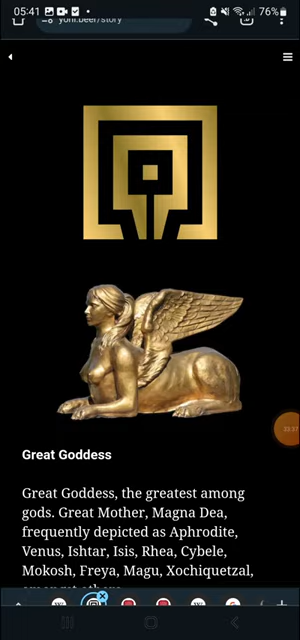 05:41
76%
yoni.beer/story
Great Goddess
Great Goddess, the greatest among
gods. Great Mother, Magna Dea,
frequently depicted as Aphrodite,
Venus, Ishtar, Isis, Rhea, Cybele,
Mokosh, Freya, Magu, Xochiquetzal,